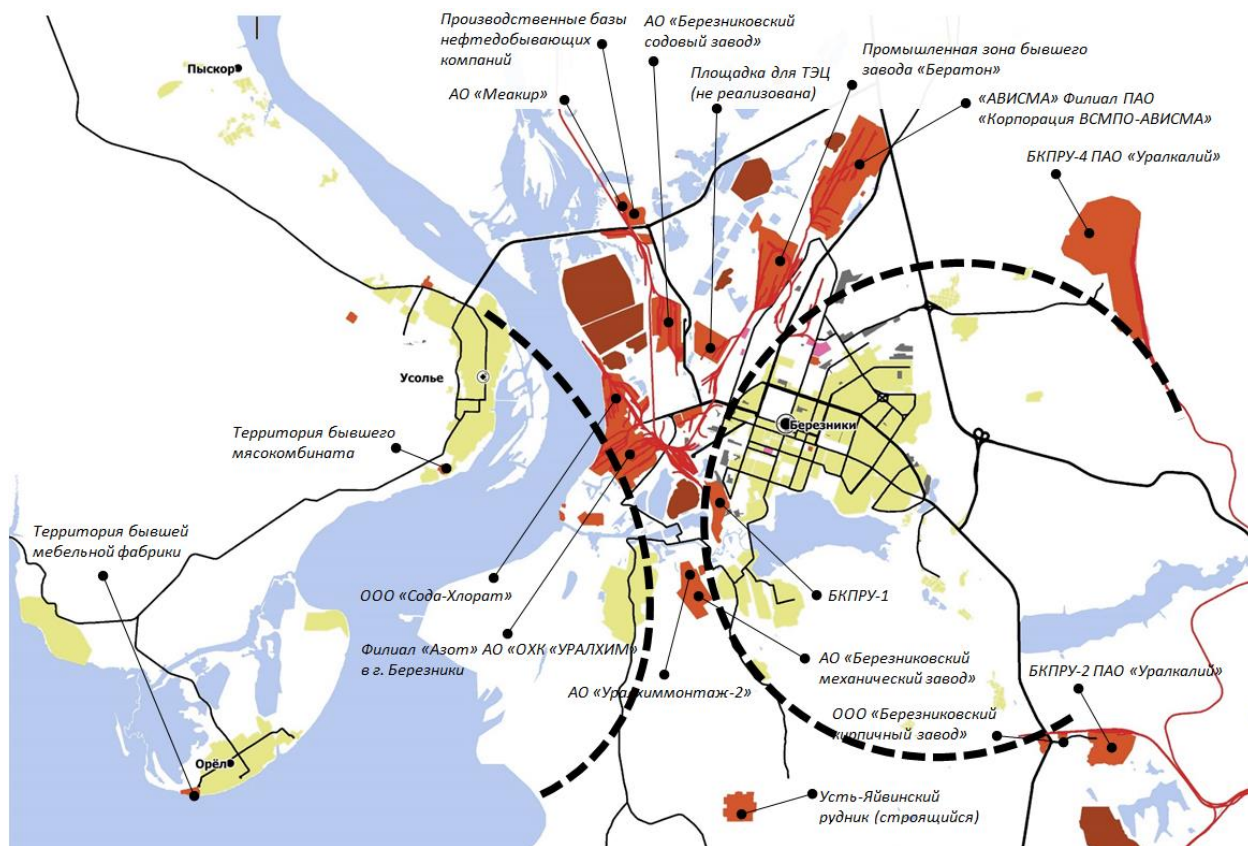 Производственные базы
нефтедобывающих
компаний
АО «Березниковский
содовый завод»
Промышленная зона бывшего
завода «Бератон»
Пыскор
Площадка для ТЭЦ
(не реализована)
АО «Меакир»
«АВИСМА» Филиал ПАО
«Корпорация ВСМПО-АВИСМА»
БКПРУ-4 ПАО «Уралкалий»
Усолье
Березники
Территория бывшего
мясокомбината
Территория бывшей
мебельной фабрики
ООО «Сода-Хлорат»
БКПРУ-1
Филиал «Азот» АО «ОХК «УРАЛХИМ»
в г. Березники
АО «Березниковский
механический завод»
БКПРУ-2 ПАО «Уралкалий»
АО «Уралхиммонтаж-2»
ООО «Березниковский
кирпичный завод»
Орёл
Усть-Яйвинский
рудник (строящийся)